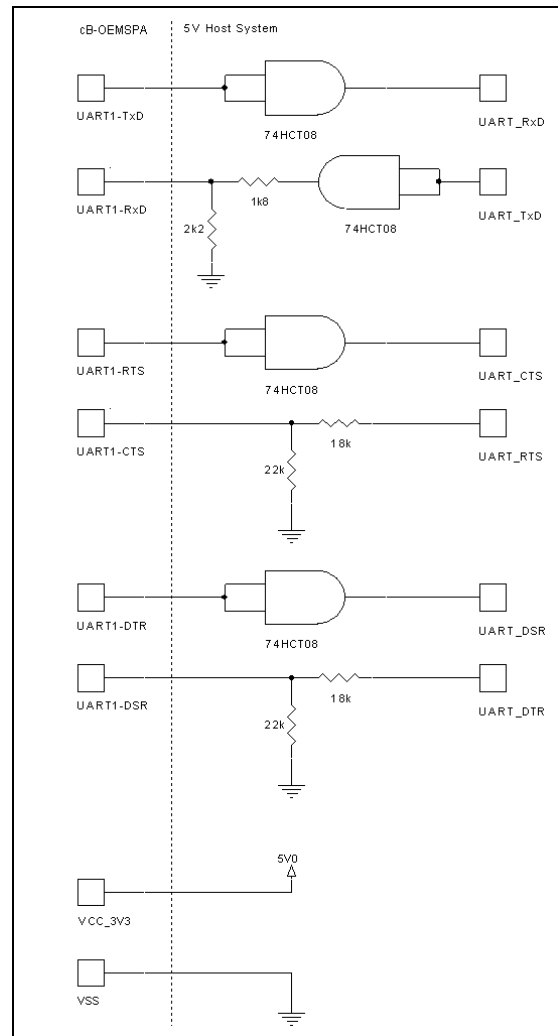 cB-OEMSPA
5V Host System
UART1-TxD
74HCT08
UART_RxD
UART1-RxD
1k8
2k2
74HCT08
UART_TxD
UART1-RTS
74HCT08
UART_CTS
UART1-CTS
18k
22k
UART_RTS
UART1-DTR
74HCT08
UART_DSR
UART1-DSR
18k
22k
UART_DTR
5V0
VCC_3V3
VSS